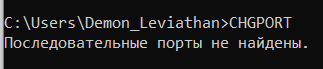 C:\Users\Demon_Leviathan>CHGPORT
Последовательные порты не найдены.